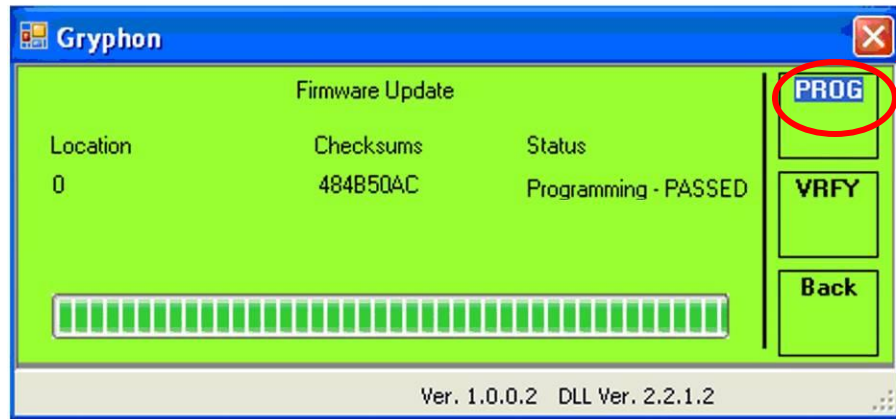 Gryphon
Firmware Update
PROG
Location Checksums Status
0 484B50AC Programming - PASSED
VRFY
Back
Ver. 1.0.0.2 DLL Ver. 2.2.1.2